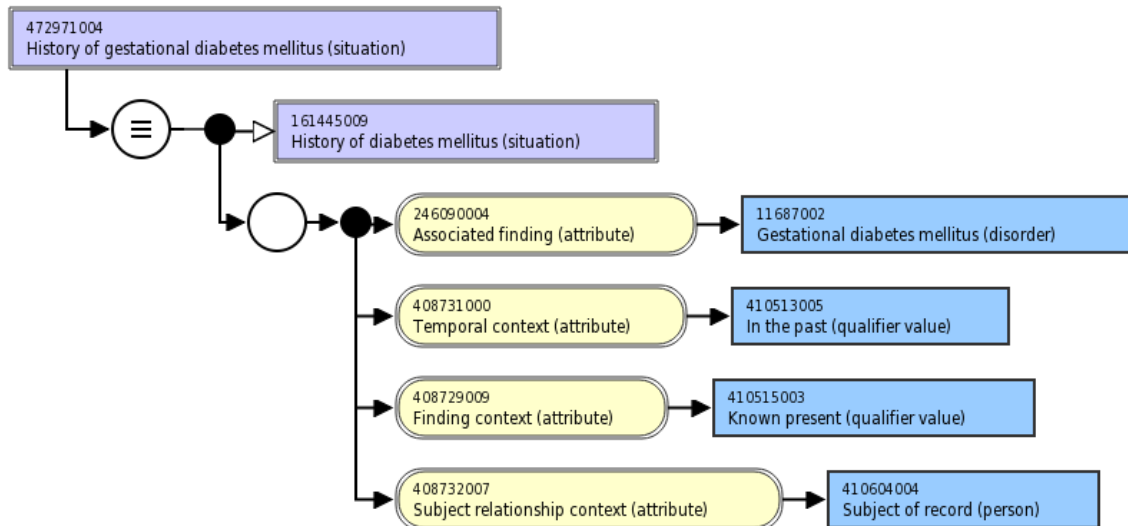 472971004
History of gestational diabetes mellitus (situation)
161445009
History of diabetes mellitus (situation)
246090004
Associated finding (attribute)
11687002
Gestational diabetes mellitus (disorder)
408731000
Temporal context (attribute)
410513005
In the past (qualifier value)
408729009
Finding context (attribute)
410515003
Known present (qualifier value)
408732007
Subject relationship context (attribute)
410604004
Subject of record (person)